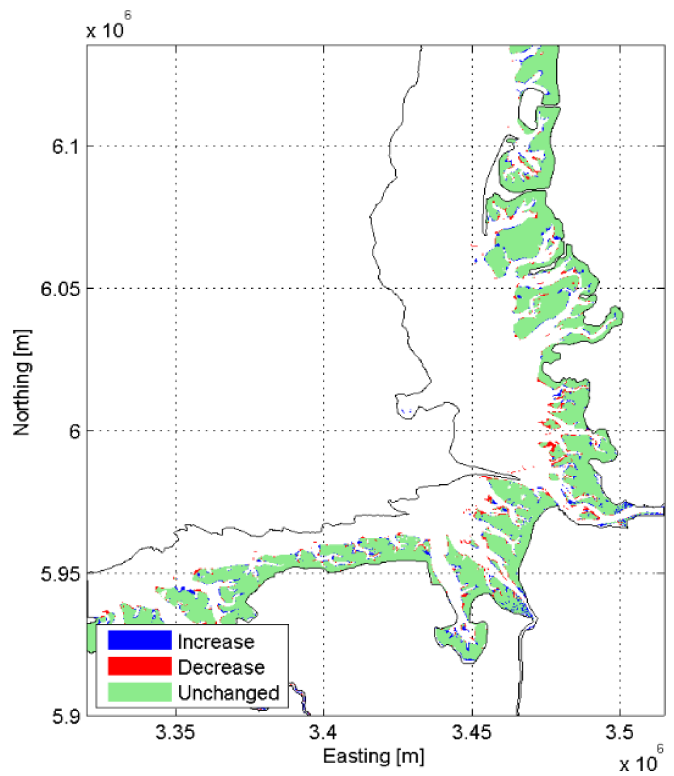 x 10^6
6.1
6.05
6
5.95
5.9
Northing [m]
Increase
Decrease
Unchanged
3.35
3.4
3.45
3.5
Easting [m]
x 10^6